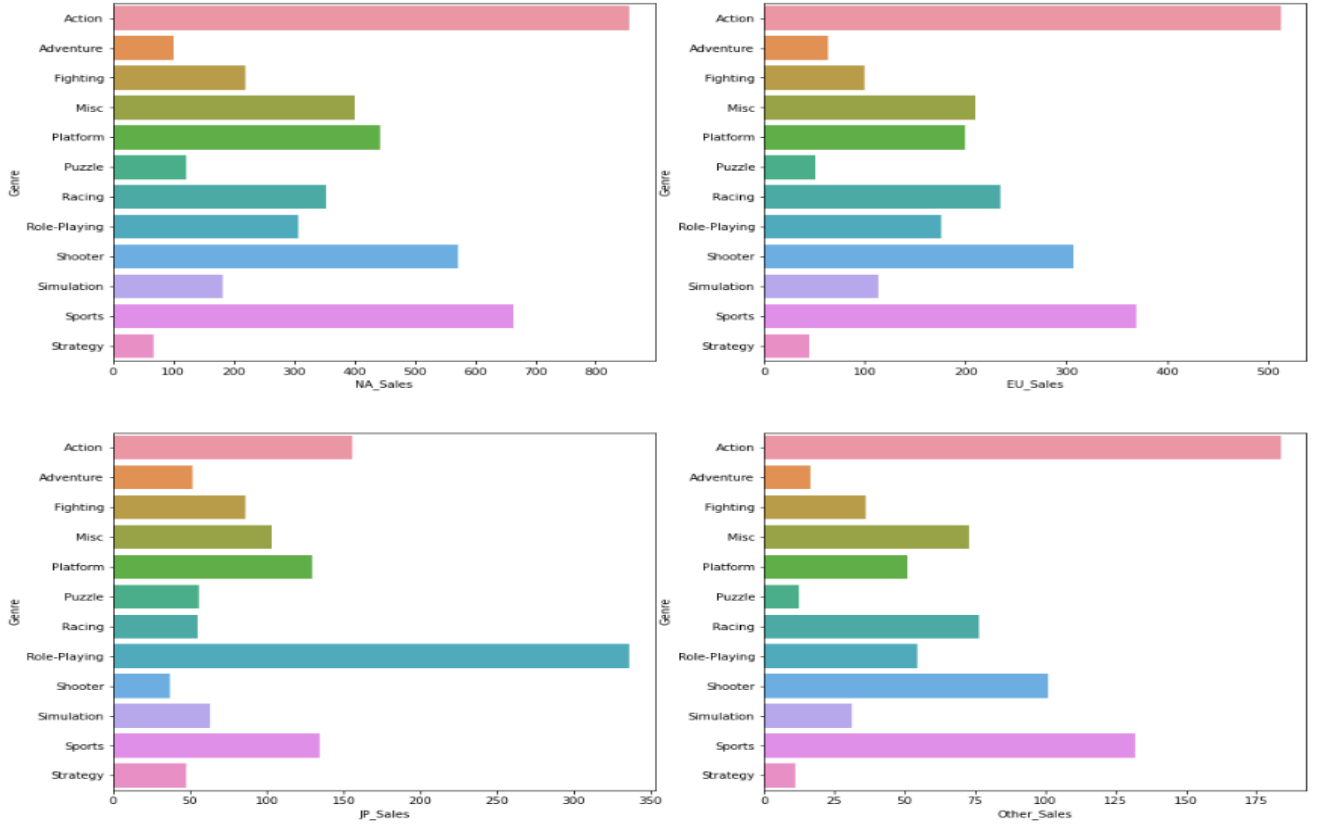 Action
Adventure
Fighting
Misc
Platform
Puzzle
Racing
Role-Playing
Shooter
Simulation
Sports
Strategy
Genre
0 100 200 300 400 500 600 700 800
NA_Sales
Action
Adventure
Fighting
Misc
Platform
Puzzle
Racing
Role-Playing
Shooter
Simulation
Sports
Strategy
Genre
0 100 200 300 400 500
EU_Sales
Action
Adventure
Fighting
Misc
Platform
Puzzle
Racing
Role-Playing
Shooter
Simulation
Sports
Strategy
Genre
0 50 100 150 200 250 300 350
JP_Sales
Action
Adventure
Fighting
Misc
Platform
Puzzle
Racing
Role-Playing
Shooter
Simulation
Sports
Strategy
Genre
0 25 50 75 100 125 150 175
Other_Sales